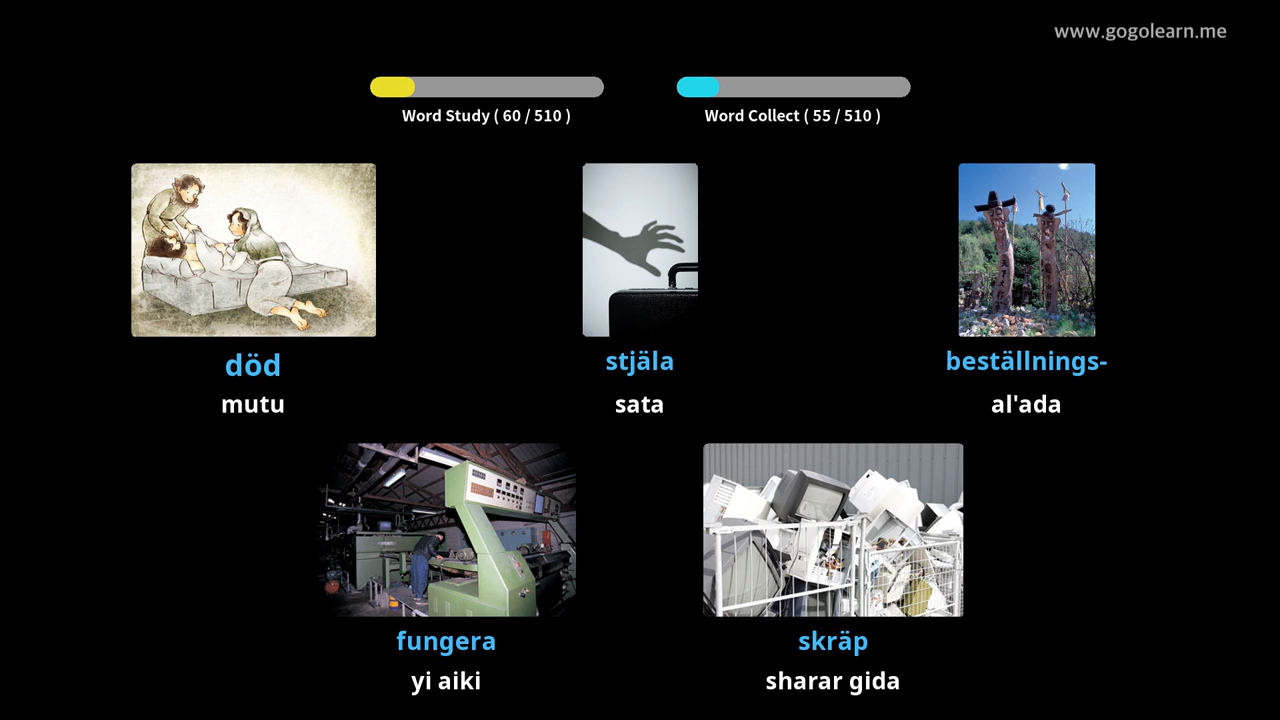 www.gogolearn.me
Word Study ( 60 / 510 )
Word Collect ( 55 / 510 )
död
mutu
stjäla
sata
beställnings-
al'ada
fungera
yi aiki
skräp
sharar gida